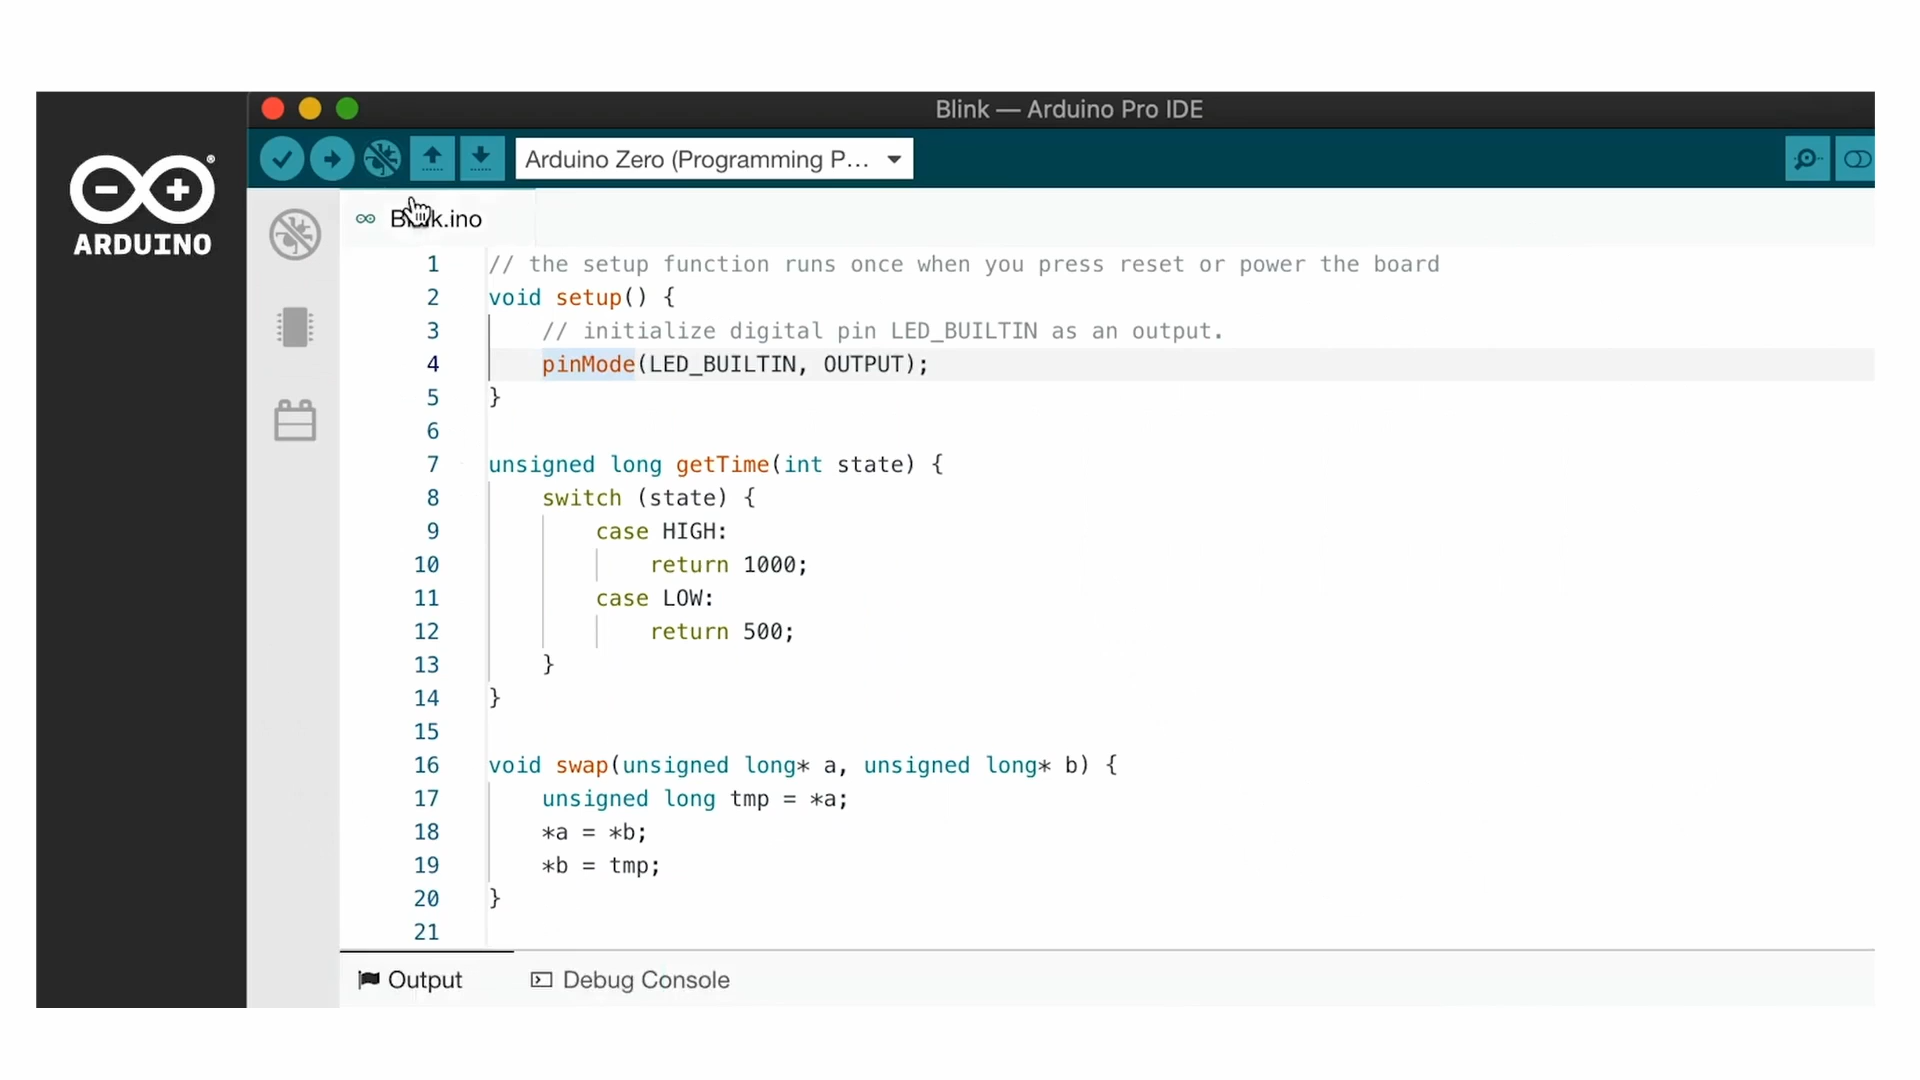 Blink — Arduino Pro IDE
ARDUINO
Arduino Zero (Programming P...
1 // the setup function runs once when you press reset or power the board
2 void setup() {
3 // initialize digital pin LED_BUILTIN as an output.
4 pinMode(LED_BUILTIN, OUTPUT);
5 }
6
7 unsigned long getTime(int state) {
8 switch (state) {
9 case HIGH:
10 return 1000;
11 case LOW:
12 return 500;
13 }
14 }
15
16 void swap(unsigned long* a, unsigned long* b) {
17 unsigned long tmp = *a;
18 *a = *b;
19 *b = tmp;
20 }
21
Output
Debug Console